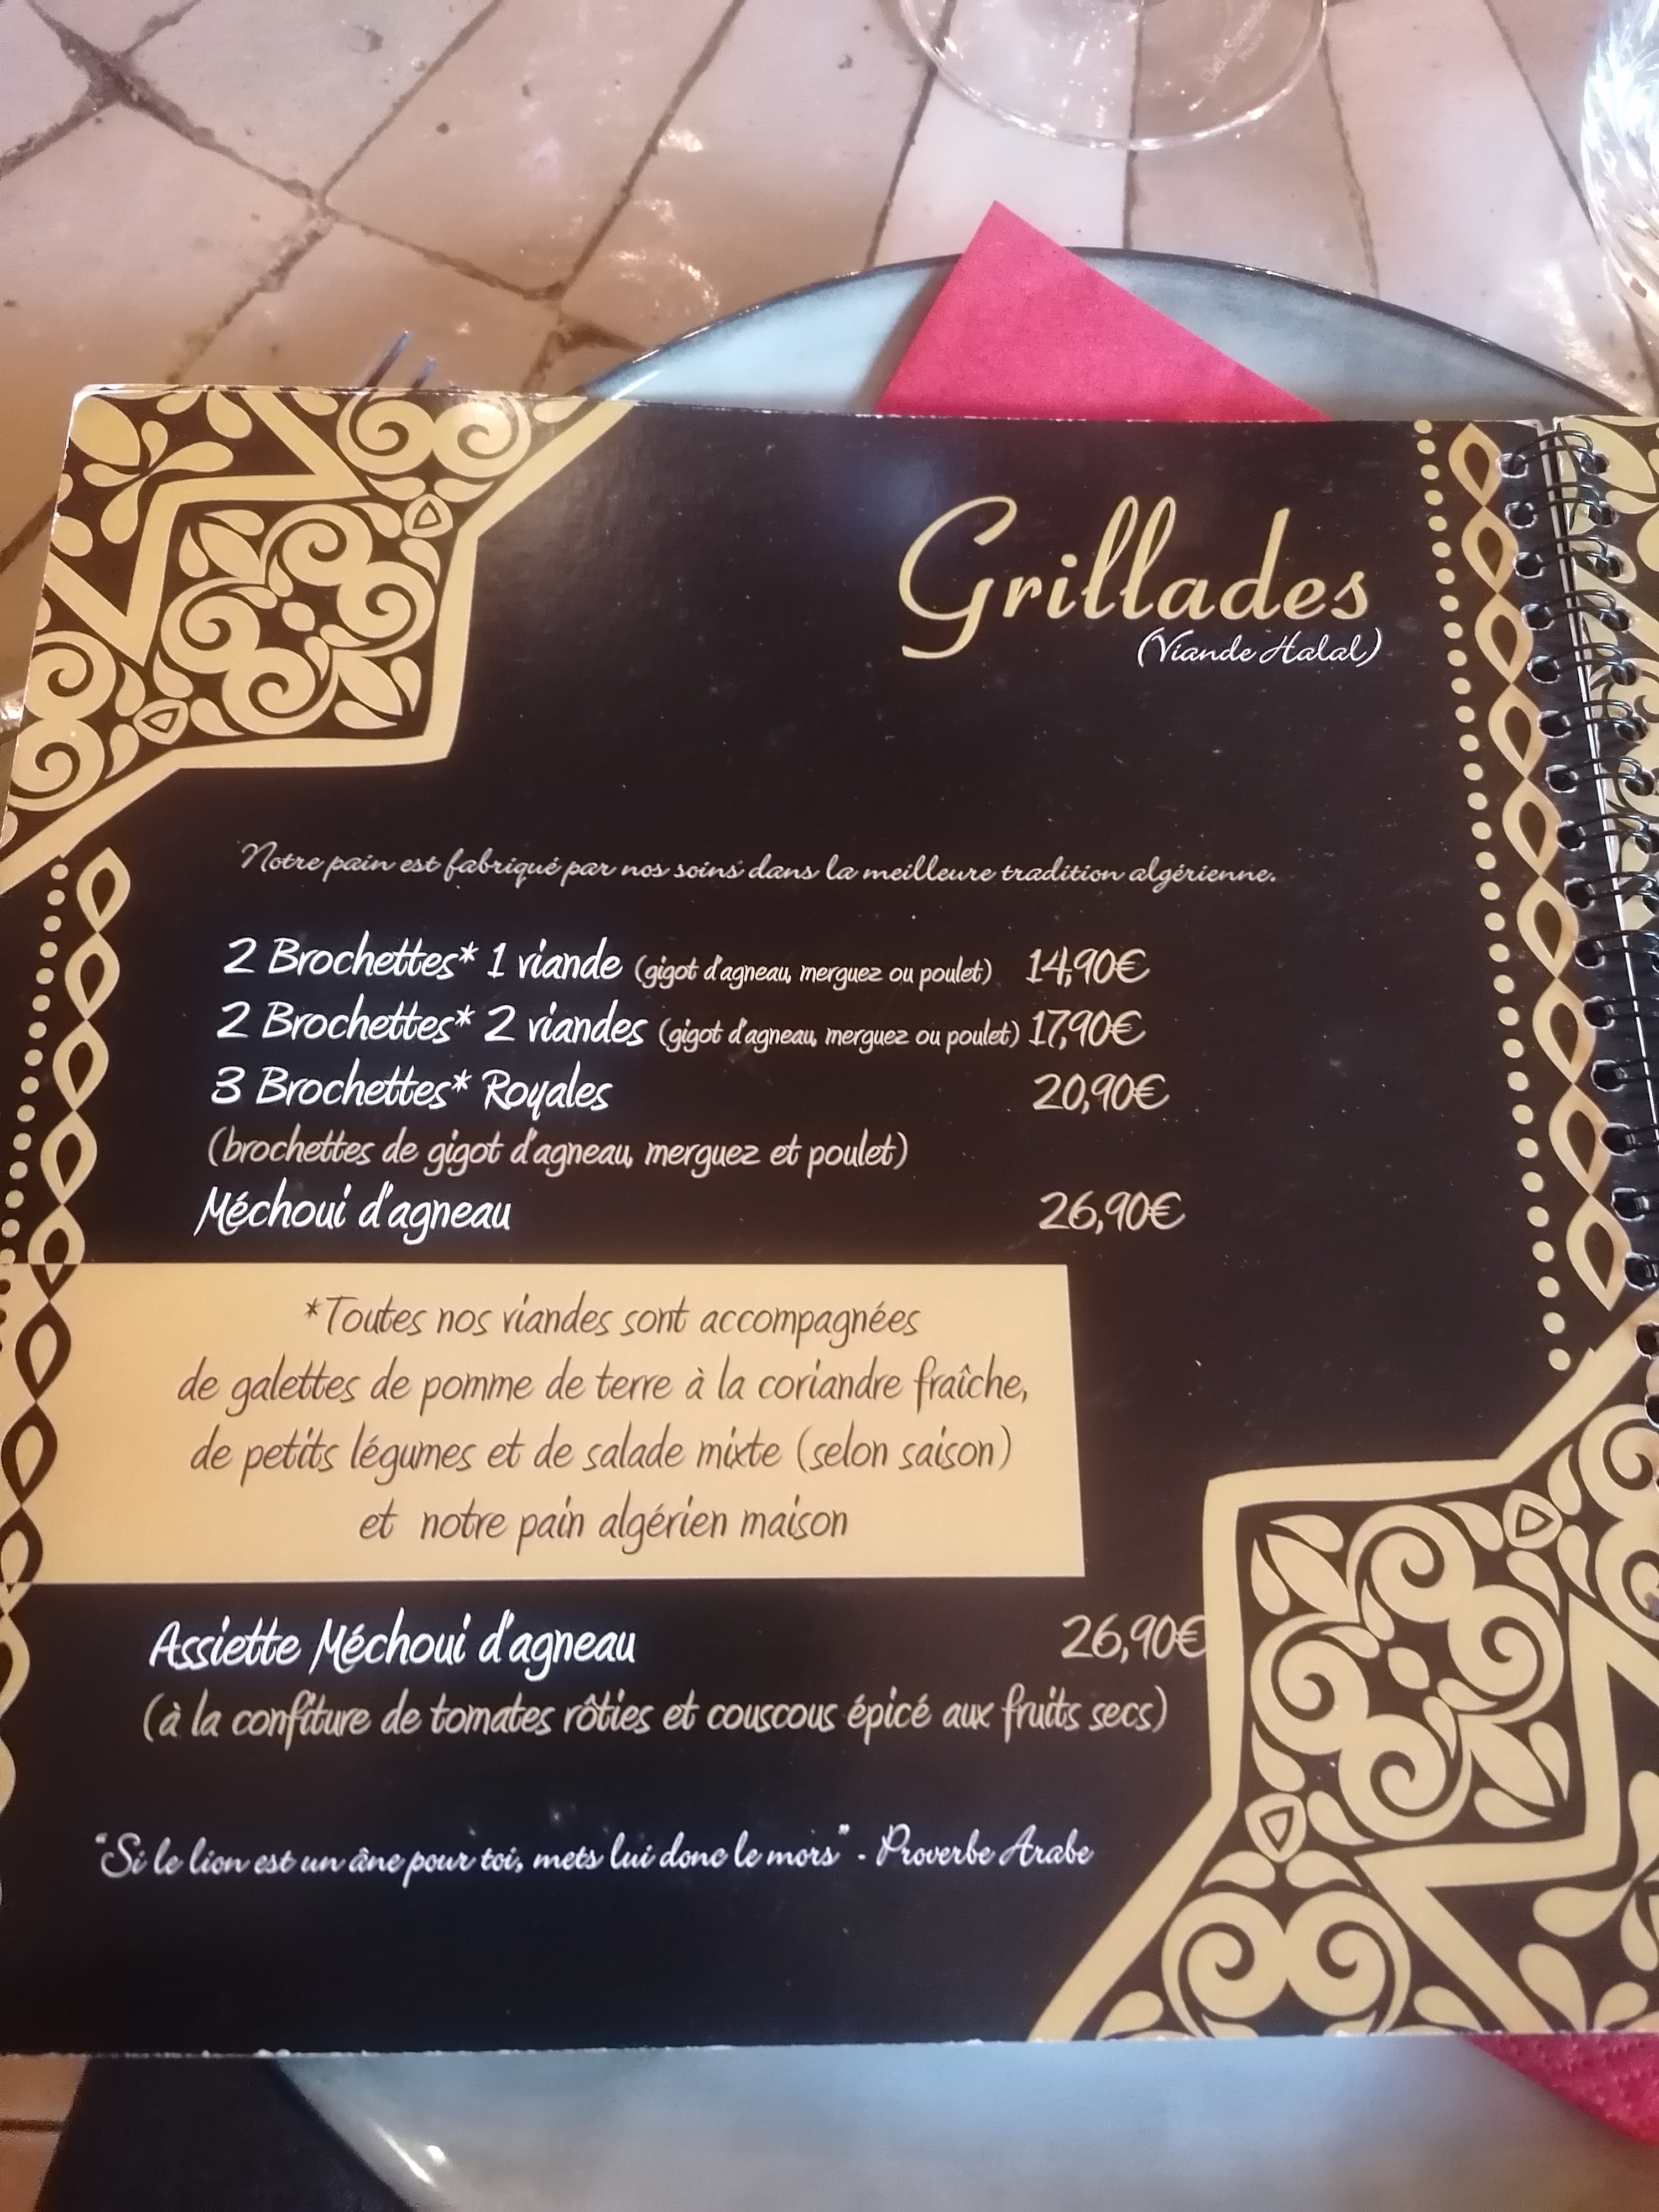 Chef&Sommelier
Grillades
(Viande Halal)
Notre pain est fabriqué par nos soins dans la meilleure tradition algérienne.
2 Brochettes* 1 viande (gigot d'agneau, merguez ou poulet) 14,90€
2 Brochettes* 2 viandes (gigot d'agneau, merguez ou poulet) 17,90€
3 Brochettes* Royales 20,90€
(brochettes de gigot d'agneau, merguez et poulet)
Méchoui d'agneau 26,90€
*Toutes nos viandes sont accompagnées
de galettes de pomme de terre à la coriandre fraîche,
de petits légumes et de salade mixte (selon saison)
et notre pain algérien maison
Assiette Méchoui d'agneau 26,90€
(à la confiture de tomates rôties et couscous épicé aux fruits secs)
"Si le lion est un âne pour toi, mets lui donc le mors" - Proverbe Arabe